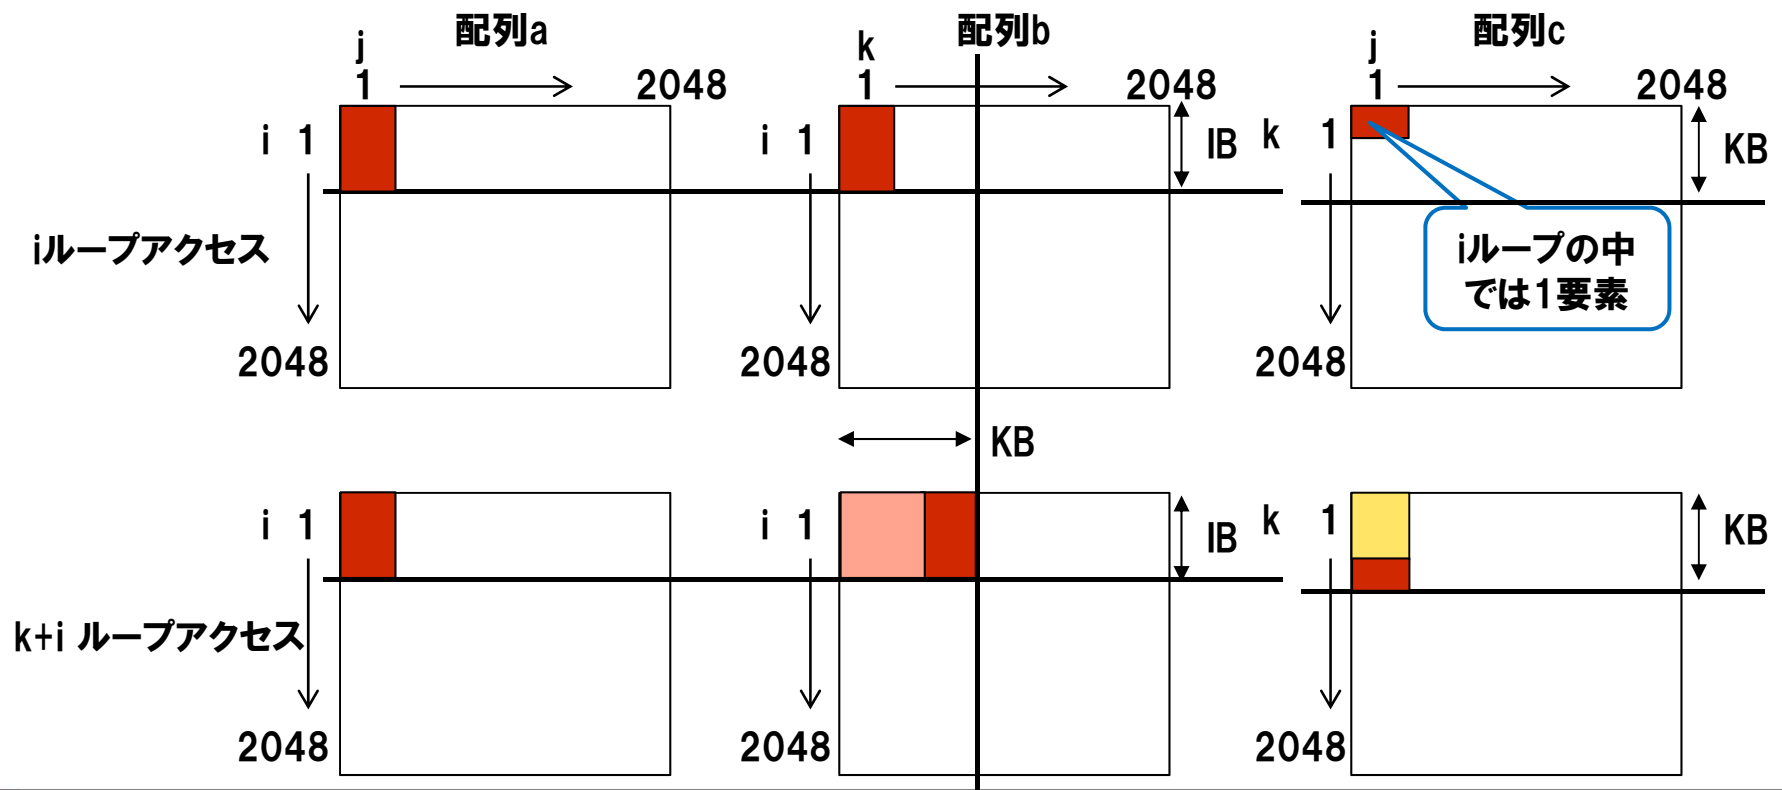 配列a
配列b
配列c
j
k
j
1
2048
1
2048
1
2048
i 1
i 1
IB
k 1
KB
iループアクセス
iループの中
では1要素
2048
2048
2048
KB
i 1
i 1
IB
k 1
KB
k+i ループアクセス
2048
2048
2048